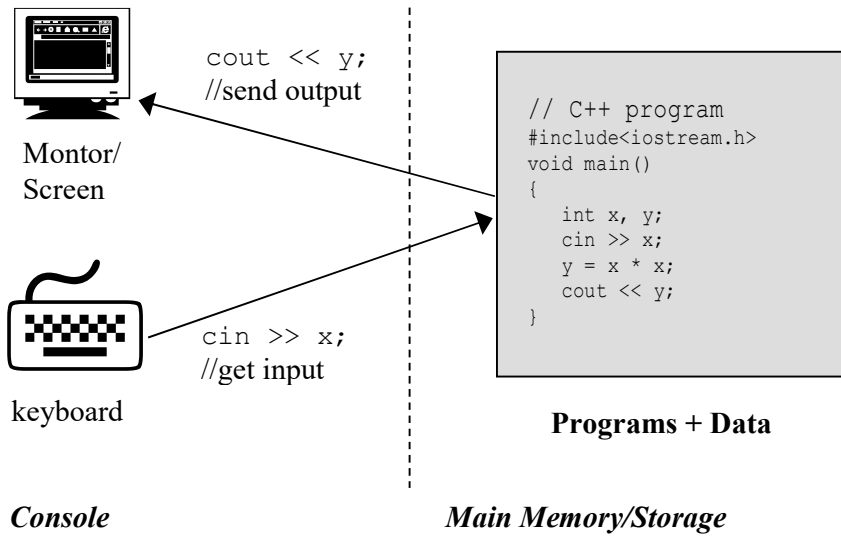 cout << y;
//send output
Montor/
Screen
// C++ program
#include<iostream.h>
void main()
{
int x, y;
cin >> x;
y = x * x;
cout << y;
}
cin >> x;
//get input
keyboard
Programs + Data
Console
Main Memory/Storage